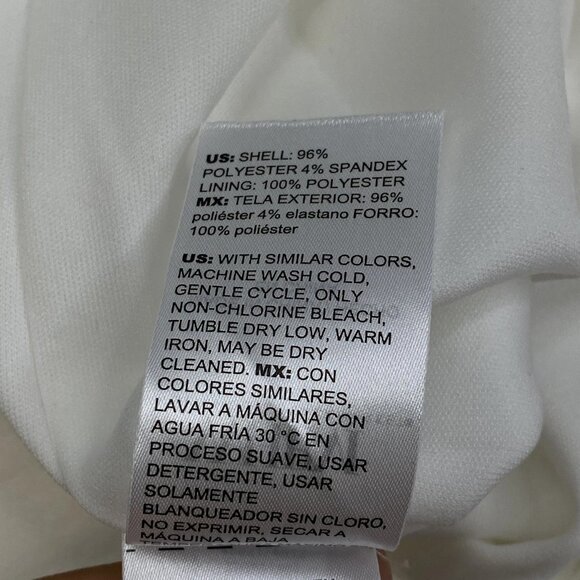 US: SHELL: 96%
POLYESTER 4% SPANDEX
LINING: 100% POLYESTER
MX: TELA EXTERIOR: 96%
poliéster 4% elastano FORRO:
100% poliéster
US: WITH SIMILAR COLORS,
MACHINE WASH COLD,
GENTLE CYCLE, ONLY
NON-CHLORINE BLEACH,
TUMBLE DRY LOW, WARM
IRON, MAY BE DRY
CLEANED. MX: CON
COLORES SIMILARES,
LAVAR A MÁQUINA CON
AGUA FRÍA 30 °C EN
PROCESO SUAVE, USAR
DETERGENTE, USAR
SOLAMENTE
BLANQUEADOR SIN CLORO,
NO EXPRIMIR, SECAR A
MÁQUINA A BAJA